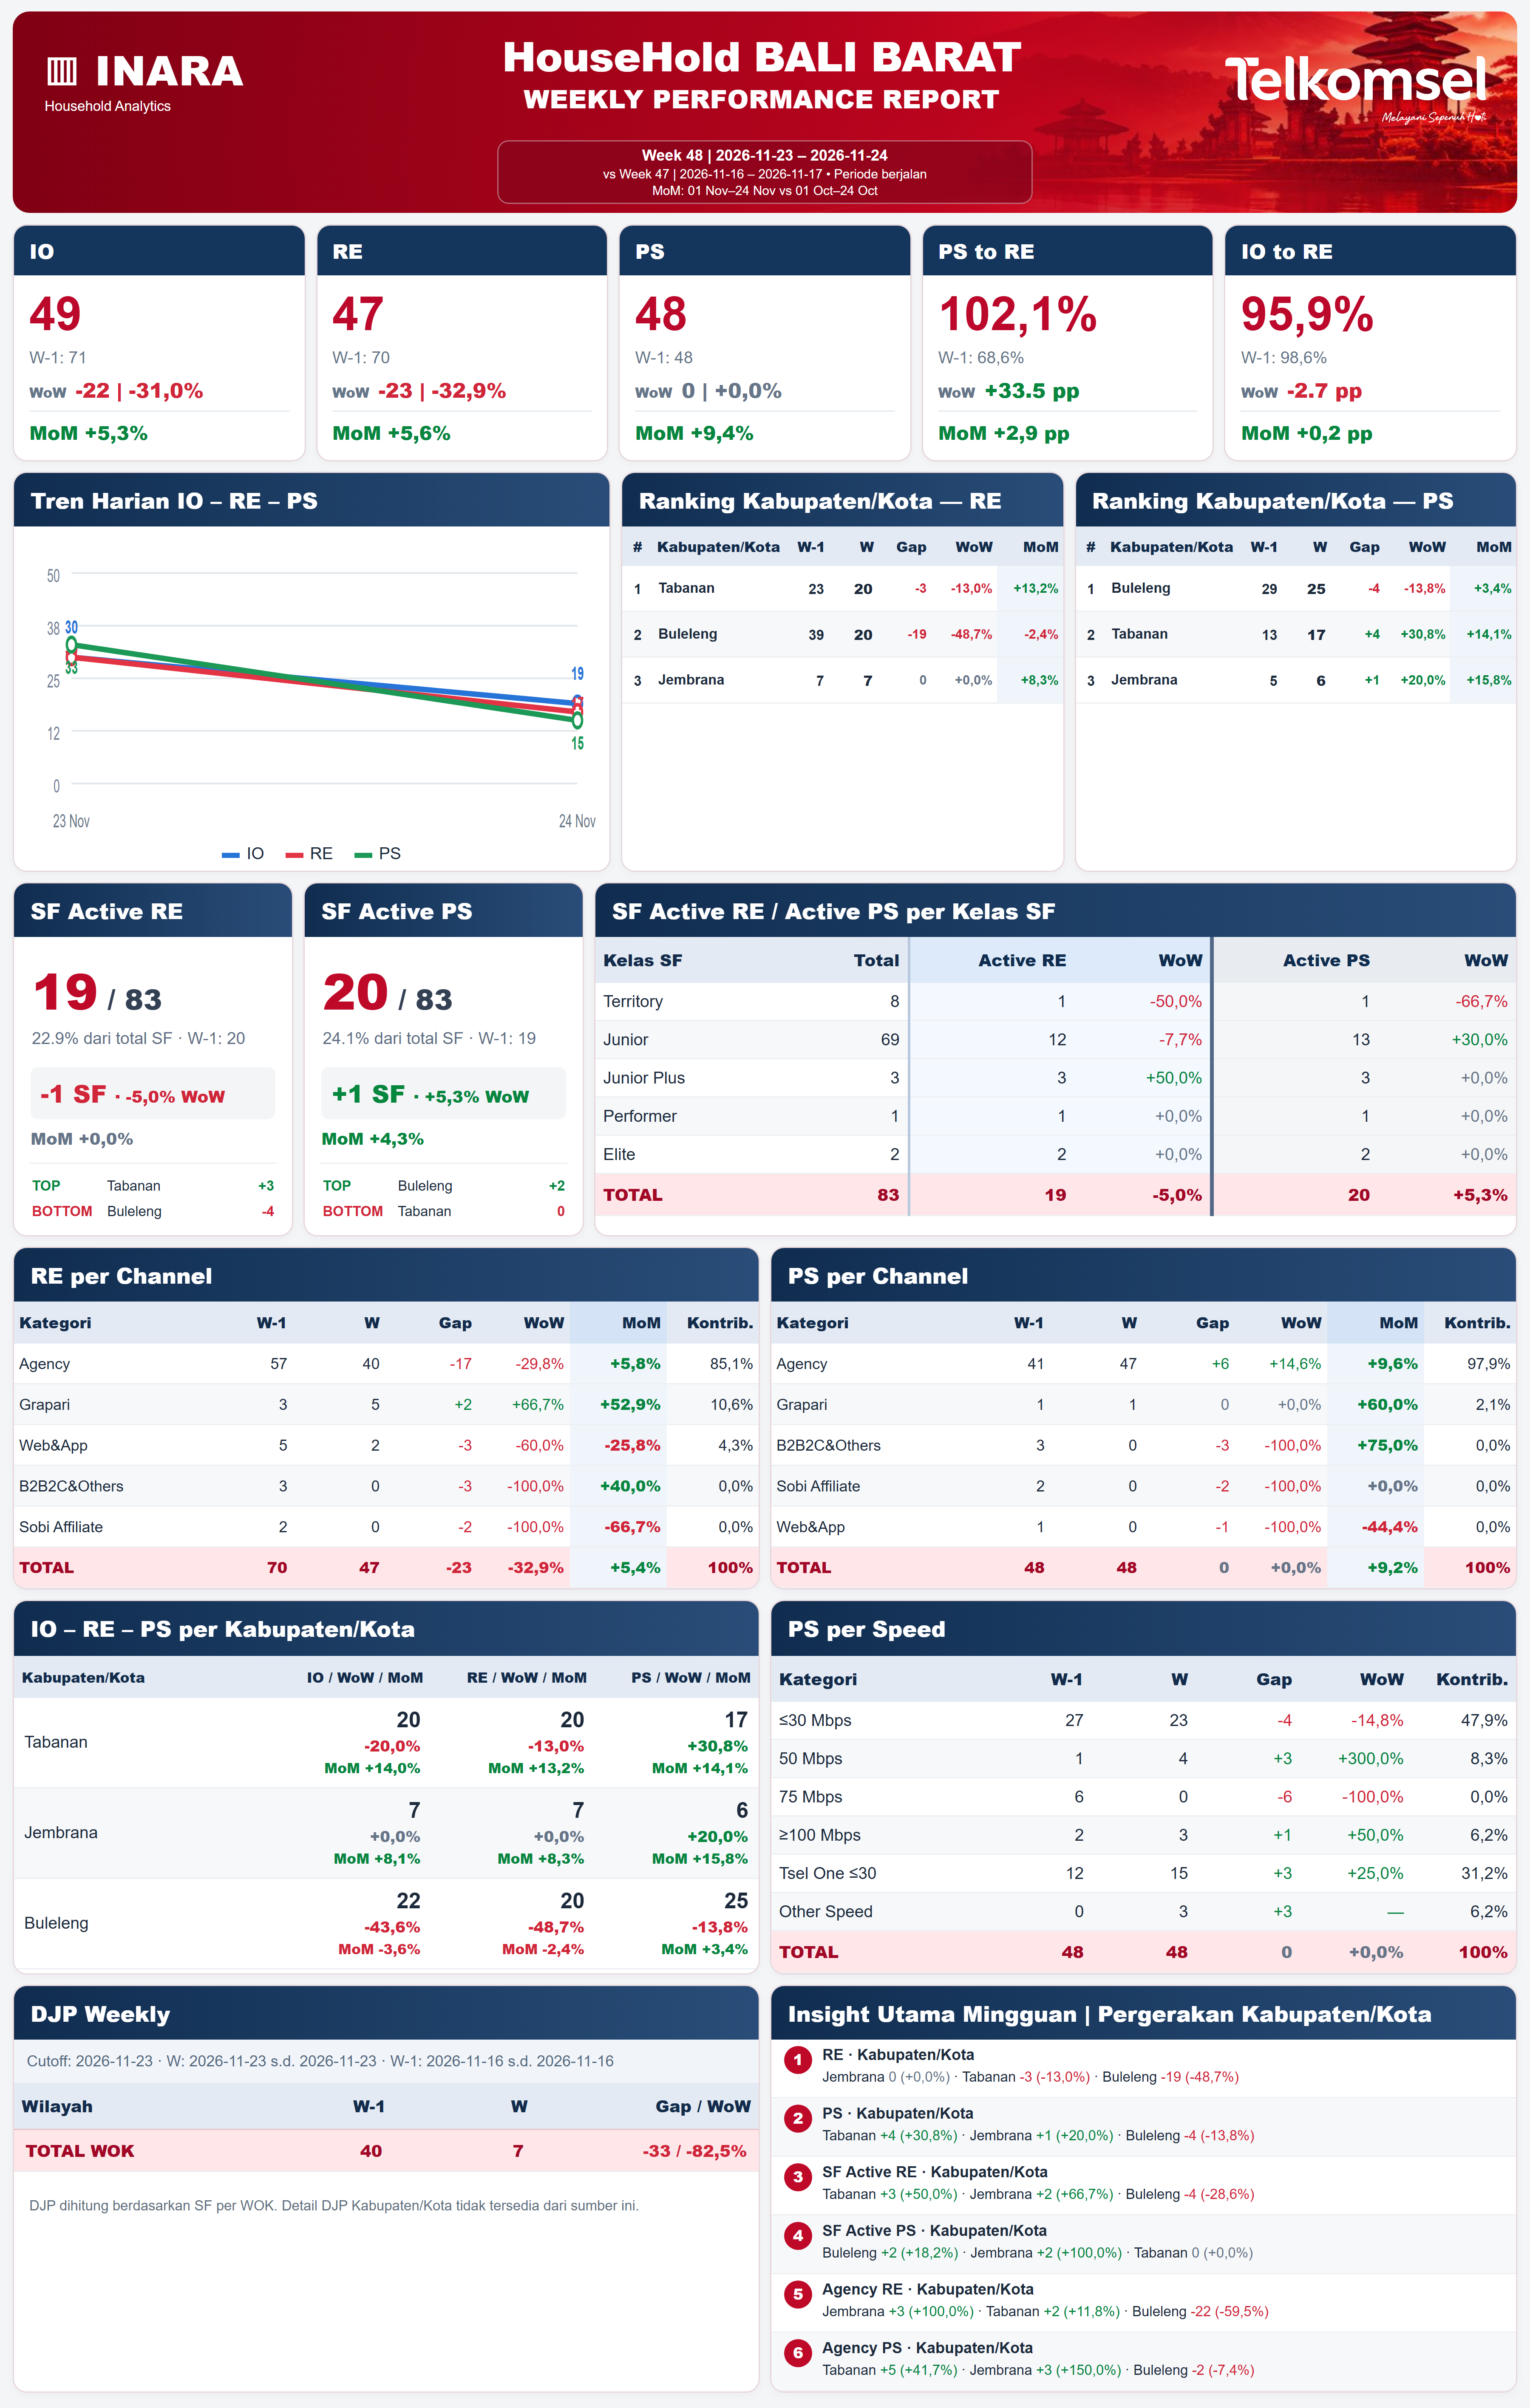 INARA
Household Analytics
HouseHold BALI BARAT
WEEKLY PERFORMANCE REPORT
Week 48 | 2026-11-23 – 2026-11-24
vs Week 47 | 2026-11-16 – 2026-11-17 • Periode berjalan
MoM: 01 Nov–24 Nov vs 01 Oct–24 Oct
Telkomsel
Melayani Sepenuh Hati
IO
49
W-1: 71
WoW -22 | -31,0%
MoM +5,3%
RE
47
W-1: 70
WoW -23 | -32,9%
MoM +5,6%
PS
48
W-1: 48
WoW 0 | +0,0%
MoM +9,4%
PS to RE
102,1%
W-1: 68,6%
WoW +33.5 pp
MoM +2,9 pp
IO to RE
95,9%
W-1: 98,6%
WoW -2.7 pp
MoM +0,2 pp
Tren Harian IO – RE – PS
50
38
25
12
0
30
33
19
15
23 Nov 24 Nov
IO RE PS
Ranking Kabupaten/Kota — RE
# Kabupaten/Kota W-1 W Gap WoW MoM
1 Tabanan 23 20 -3 -13,0% +13,2%
2 Buleleng 39 20 -19 -48,7% -2,4%
3 Jembrana 7 7 0 +0,0% +8,3%
Ranking Kabupaten/Kota — PS
# Kabupaten/Kota W-1 W Gap WoW MoM
1 Buleleng 29 25 -4 -13,8% +3,4%
2 Tabanan 13 17 +4 +30,8% +14,1%
3 Jembrana 5 6 +1 +20,0% +15,8%
SF Active RE
19 / 83
22.9% dari total SF · W-1: 20
-1 SF · -5,0% WoW
MoM +0,0%
TOP Tabanan +3
BOTTOM Buleleng -4
SF Active PS
20 / 83
24.1% dari total SF · W-1: 19
+1 SF · +5,3% WoW
MoM +4,3%
TOP Buleleng +2
BOTTOM Tabanan 0
SF Active RE / Active PS per Kelas SF
Kelas SF Total Active RE WoW Active PS WoW
Territory 8 1 -50,0% 1 -66,7%
Junior 69 12 -7,7% 13 +30,0%
Junior Plus 3 3 +50,0% 3 +0,0%
Performer 1 1 +0,0% 1 +0,0%
Elite 2 2 +0,0% 2 +0,0%
TOTAL 83 19 -5,0% 20 +5,3%
RE per Channel
Kategori W-1 W Gap WoW MoM Kontrib.
Agency 57 40 -17 -29,8% +5,8% 85,1%
Grapari 3 5 +2 +66,7% +52,9% 10,6%
Web&App 5 2 -3 -60,0% -25,8% 4,3%
B2B2C&Others 3 0 -3 -100,0% +40,0% 0,0%
Sobi Affiliate 2 0 -2 -100,0% -66,7% 0,0%
TOTAL 70 47 -23 -32,9% +5,4% 100%
PS per Channel
Kategori W-1 W Gap WoW MoM Kontrib.
Agency 41 47 +6 +14,6% +9,6% 97,9%
Grapari 1 1 0 +0,0% +60,0% 2,1%
B2B2C&Others 3 0 -3 -100,0% +75,0% 0,0%
Sobi Affiliate 2 0 -2 -100,0% +0,0% 0,0%
Web&App 1 0 -1 -100,0% -44,4% 0,0%
TOTAL 48 48 0 +0,0% +9,2% 100%
IO – RE – PS per Kabupaten/Kota
Kabupaten/Kota IO / WoW / MoM RE / WoW / MoM PS / WoW / MoM
20 20 17
Tabanan -20,0% -13,0% +30,8%
MoM +14,0% MoM +13,2% MoM +14,1%
7 7 6
Jembrana +0,0% +0,0% +20,0%
MoM +8,1% MoM +8,3% MoM +15,8%
22 20 25
Buleleng -43,6% -48,7% -13,8%
MoM -3,6% MoM -2,4% MoM +3,4%
PS per Speed
Kategori W-1 W Gap WoW Kontrib.
≤30 Mbps 27 23 -4 -14,8% 47,9%
50 Mbps 1 4 +3 +300,0% 8,3%
75 Mbps 6 0 -6 -100,0% 0,0%
≥100 Mbps 2 3 +1 +50,0% 6,2%
Tsel One ≤30 12 15 +3 +25,0% 31,2%
Other Speed 0 3 +3 — 6,2%
TOTAL 48 48 0 +0,0% 100%
DJP Weekly
Cutoff: 2026-11-23 · W: 2026-11-23 s.d. 2026-11-23 · W-1: 2026-11-16 s.d. 2026-11-16
Wilayah W-1 W Gap / WoW
TOTAL WOK 40 7 -33 / -82,5%
DJP dihitung berdasarkan SF per WOK. Detail DJP Kabupaten/Kota tidak tersedia dari sumber ini.
Insight Utama Mingguan | Pergerakan Kabupaten/Kota
1 RE · Kabupaten/Kota
Jembrana 0 (+0,0%) · Tabanan -3 (-13,0%) · Buleleng -19 (-48,7%)
2 PS · Kabupaten/Kota
Tabanan +4 (+30,8%) · Jembrana +1 (+20,0%) · Buleleng -4 (-13,8%)
3 SF Active RE · Kabupaten/Kota
Tabanan +3 (+50,0%) · Jembrana +2 (+66,7%) · Buleleng -4 (-28,6%)
4 SF Active PS · Kabupaten/Kota
Buleleng +2 (+18,2%) · Jembrana +2 (+100,0%) · Tabanan 0 (+0,0%)
5 Agency RE · Kabupaten/Kota
Jembrana +3 (+100,0%) · Tabanan +2 (+11,8%) · Buleleng -22 (-59,5%)
6 Agency PS · Kabupaten/Kota
Tabanan +5 (+41,7%) · Jembrana +3 (+150,0%) · Buleleng -2 (-7,4%)